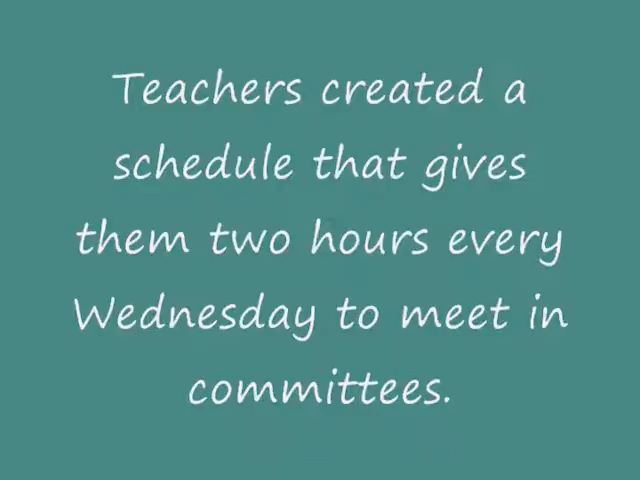 Teachers created a
schedule that gives
them two hours every
Wednesday to meet in
committees.